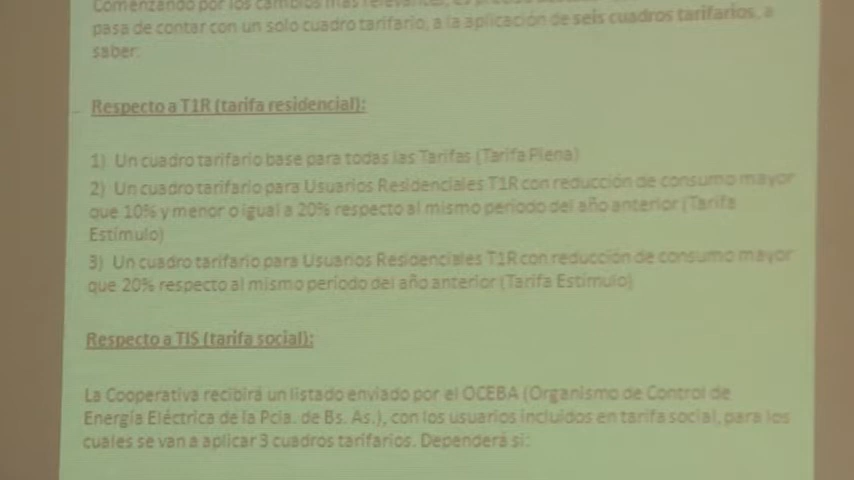 Comenzando por los cambios más relevantes,
pasa de contar con un solo cuadro tarifario, a la aplicación de seis cuadros tarifarios, a
saber:
Respecto a T1R (tarifa residencial):
1) Un cuadro tarifario base para todas las Tarifas (Tarifa Plena)
2) Un cuadro tarifario para Usuarios Residenciales T1R con reducción de consumo mayor
que 10% y menor o igual a 20% respecto al mismo periodo del año anterior (Tarifa
Estímulo)
3) Un cuadro tarifario para Usuarios Residenciales T1R con reducción de consumo mayor
que 20% respecto al mismo periodo del año anterior (Tarifa Estímulo)
Respecto a TIS (tarifa social):
La Cooperativa recibirá un listado enviado por el OCEBA (Organismo de Control de
Energía Eléctrica de la Pcia. de Bs. As.), con los usuarios incluidos en tarifa social, para los
cuales se van a aplicar 3 cuadros tarifarios. Dependerá si: